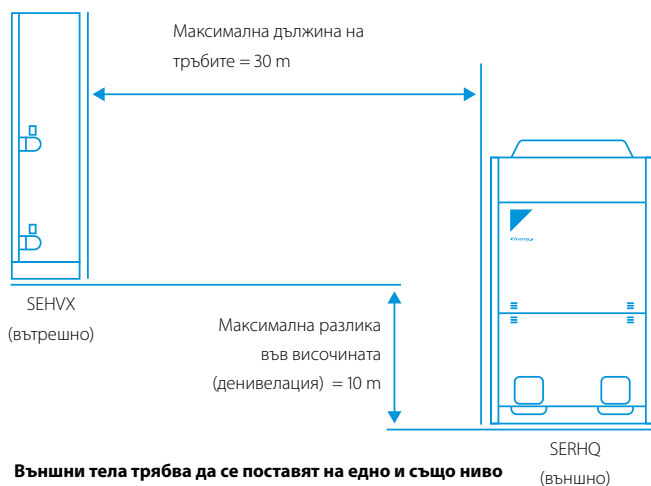 Максимална дължина на
тръбите = 30 m
SEHVX
(вътрешно)
Максимална разлика
във височината
(денивелация) = 10 m
SERHQ
(външно)
Външни тела трябва да се поставят на едно и също ниво